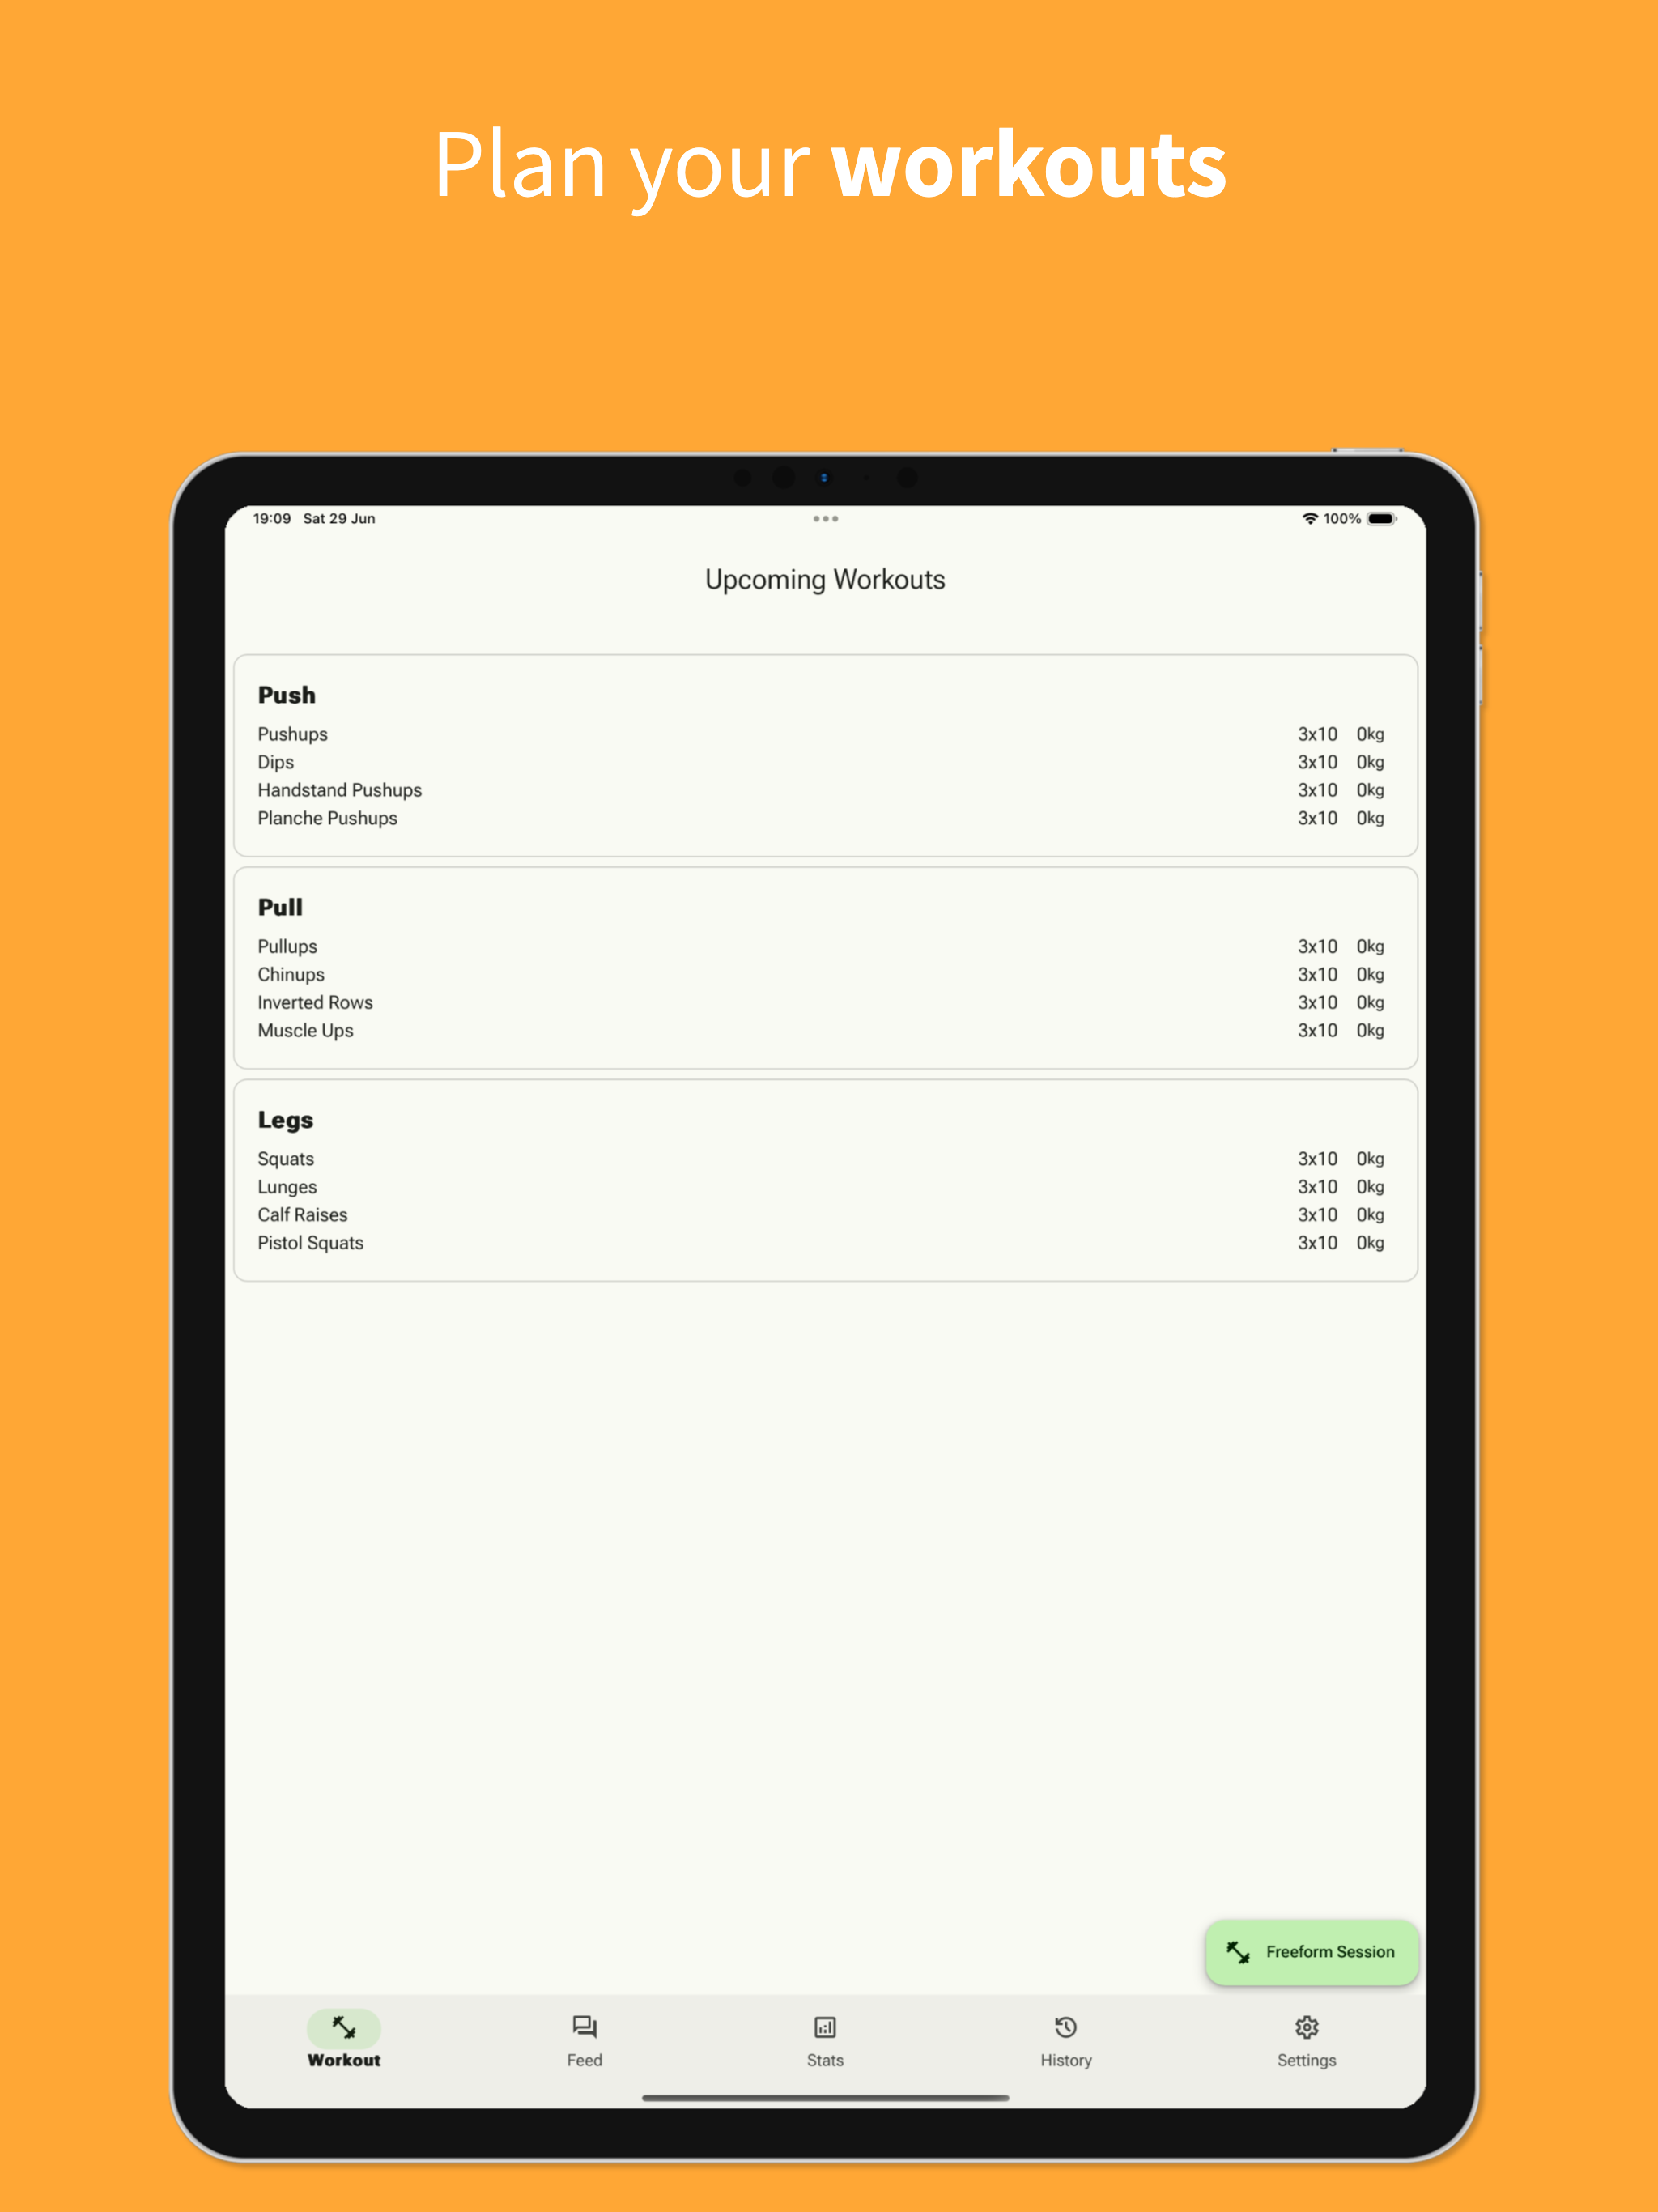 Plan your workouts
19:09 Sat 29 Jun
100%
Upcoming Workouts
Push
Pushups 3x10 0kg
Dips 3x10 0kg
Handstand Pushups 3x10 0kg
Planche Pushups 3x10 0kg
Pull
Pullups 3x10 0kg
Chinups 3x10 0kg
Inverted Rows 3x10 0kg
Muscle Ups 3x10 0kg
Legs
Squats 3x10 0kg
Lunges 3x10 0kg
Calf Raises 3x10 0kg
Pistol Squats 3x10 0kg
Freeform Session
Workout Feed Stats History Settings